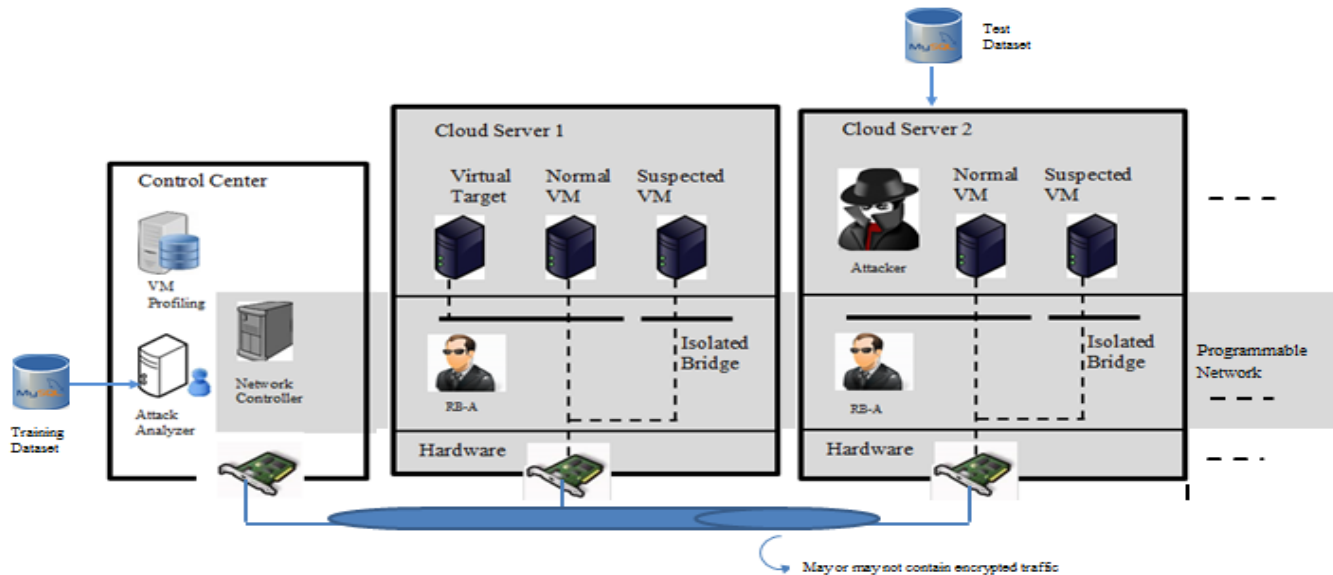 Test
Dataset
MySQL
Cloud Server 1
Cloud Server 2
Control Center
Virtual
Target
Normal
VM
Suspected
VM
Normal
VM
Suspected
VM
Attacker
VM
Profiling
Isolated
Bridge
Isolated
Bridge
Programmable
Network
MySQL
Network
Controller
RB-A
RB-A
Attack
Analyzer
Training
Dataset
Hardware
Hardware
May or may not contain encrypted traffic